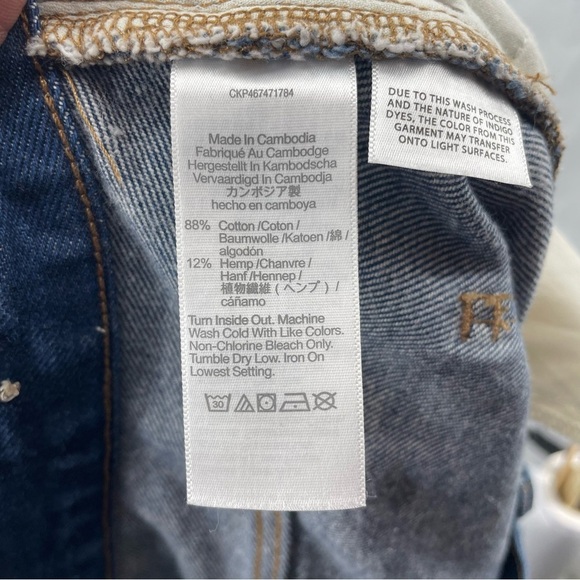 CKP467471784
Made In Cambodia
Fabriqué Au Cambodge
Hergestellt In Kambodscha
Vervaardigd In Cambodja
カンボジア製
hecho en camboya
88% Cotton /Coton /
Baumwolle /Katoen /綿 /
algodón
12% Hemp /Chanvre /
Hanf /Hennep /
植物繊維 (ヘンプ) /
cáñamo
Turn Inside Out. Machine
Wash Cold With Like Colors.
Non-Chlorine Bleach Only.
Tumble Dry Low. Iron On
Lowest Setting.
30
DUE TO THIS WASH PROCESS
AND THE NATURE OF INDIGO
DYES, THE COLOR FROM THIS
GARMENT MAY TRANSFER
ONTO LIGHT SURFACES.